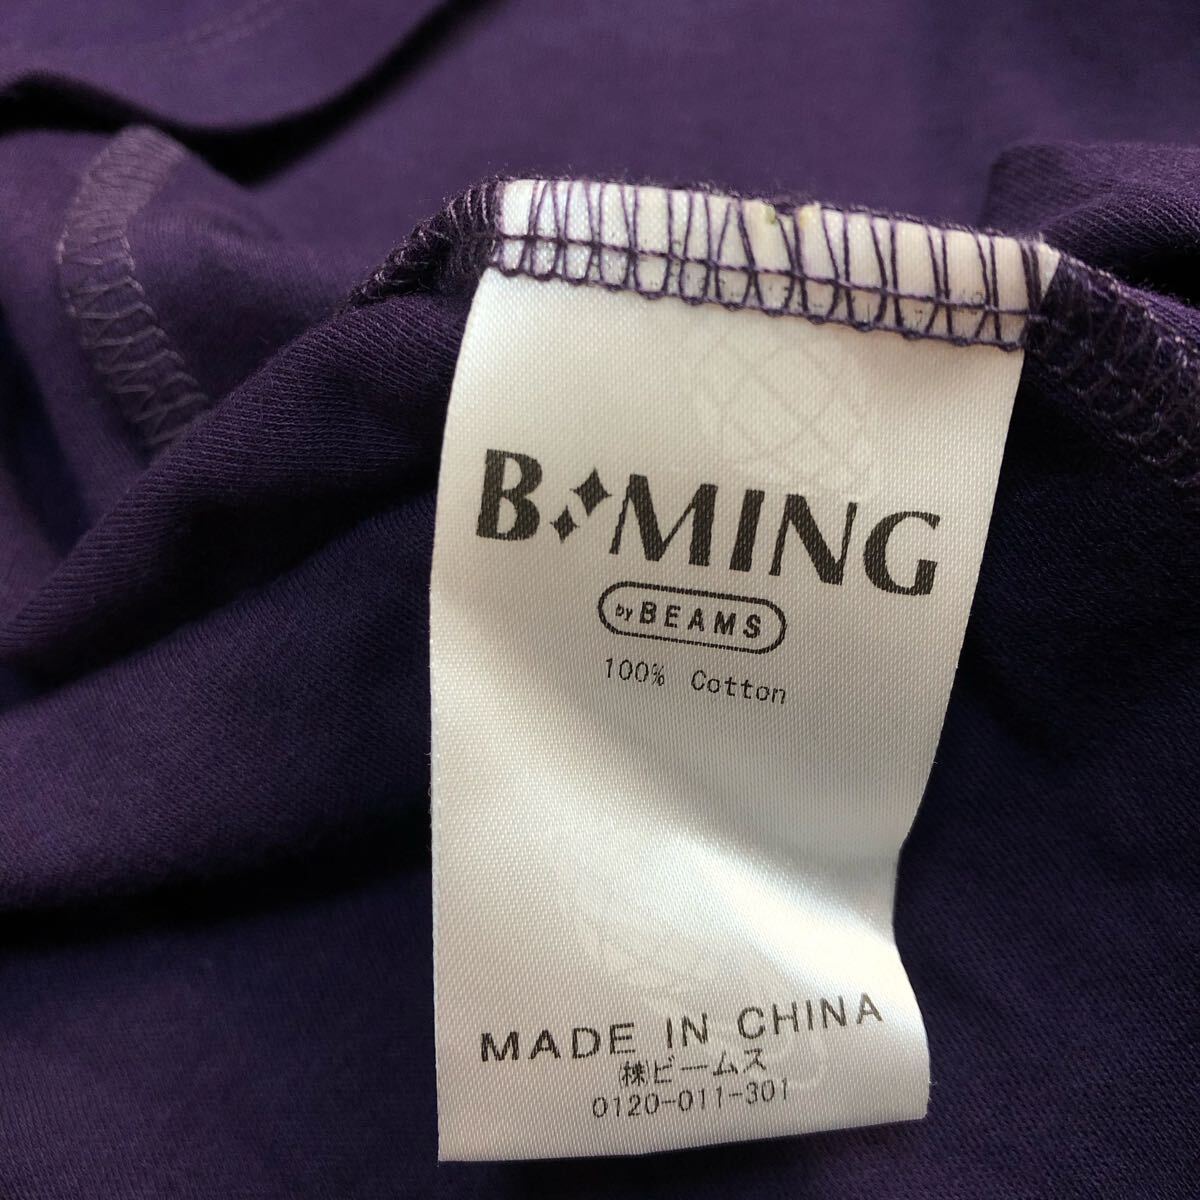 B MING
by BEAMS
100% Cotton
MADE IN CHINA
㈱ビームス
0120-011-301